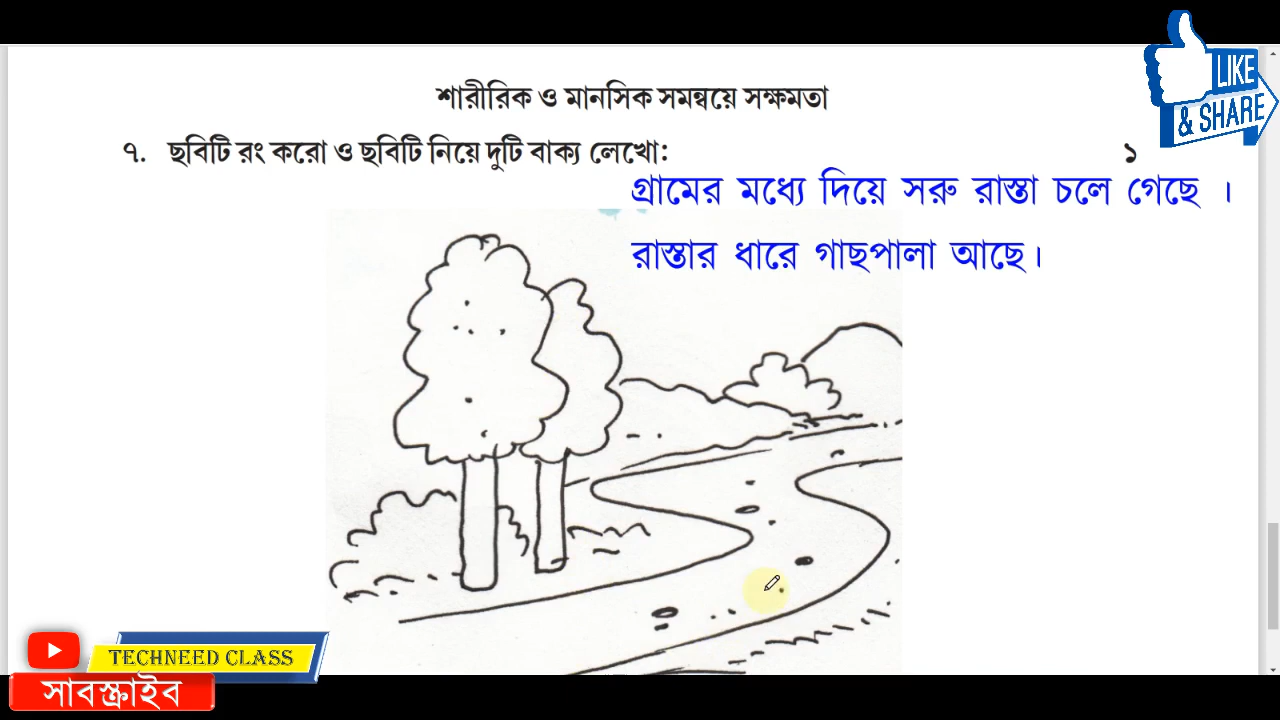 LIKE
& SHARE
শারীরিক ও মানসিক সমন্বয়ে সক্ষমতা
৭. ছবিটি রং করো ও ছবিটি নিয়ে দুটি বাক্য লেখো: ১
গ্রামের মধ্যে দিয়ে সরু রাস্তা চলে গেছে ।
রাস্তার ধারে গাছপালা আছে।
TECHNEED CLASS
সাবস্ক্রাইব